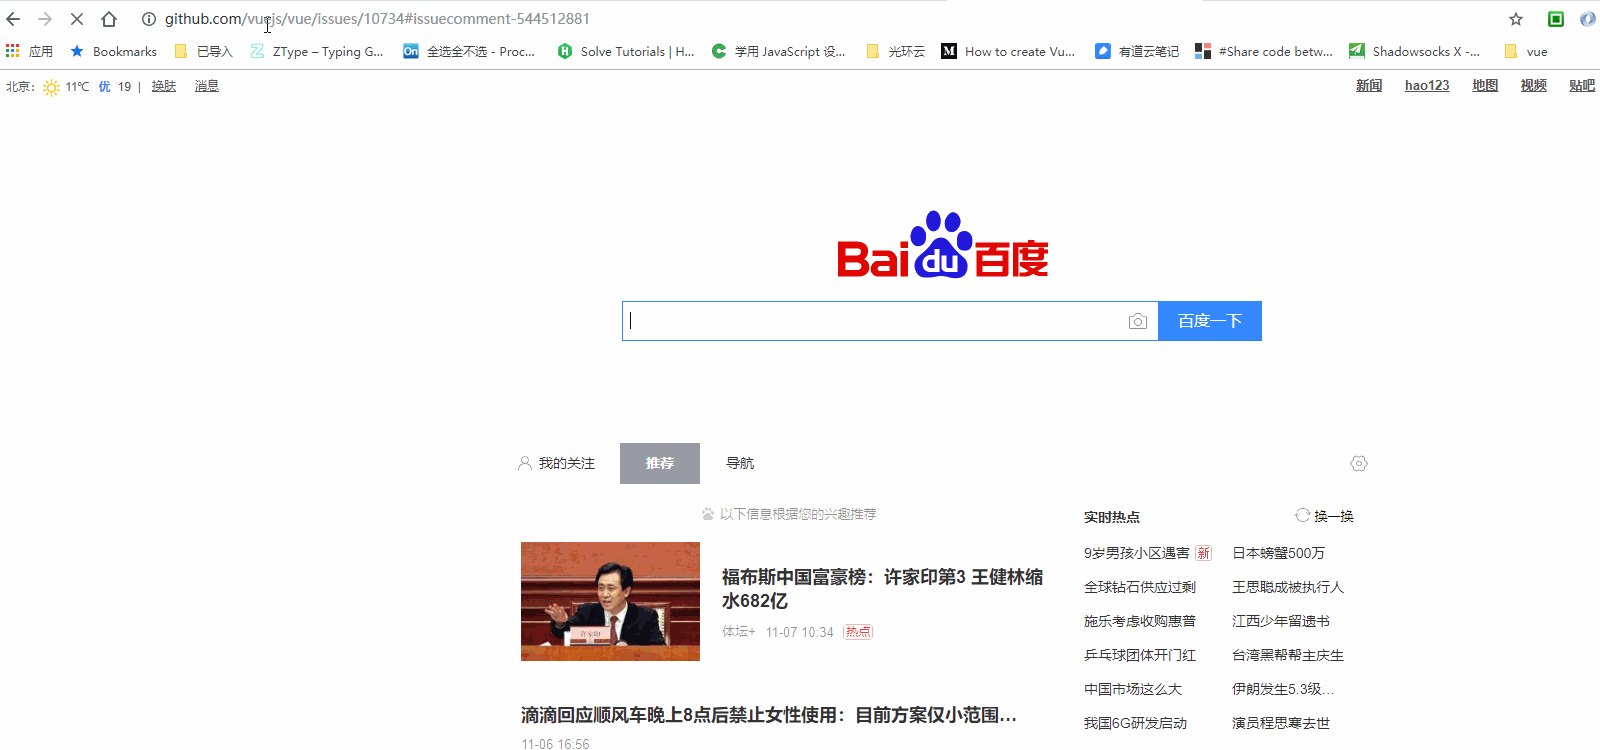 github.com/vuejs/vue/issues/10734#issuecomment-544512881
应用 Bookmarks 已导入 ZType – Typing G... On 全选全不选 - Proc... H Solve Tutorials | H... C 学用 JavaScript 设... 光环云 M How to create Vu... 有道云笔记 #Share code betw... Shadowsocks X -... vue
北京: 11℃ 优 19 | 换肤 消息 新闻 hao123 地图 视频 贴吧
Bai du 百度
百度一下
我的关注 推荐 导航
以下信息根据您的兴趣推荐
福布斯中国富豪榜：许家印第3 王健林缩
水682亿
体坛+ 11-07 10:34 热点
许家印
滴滴回应顺风车晚上8点后禁止女性使用：目前方案仅小范围...
11-06 16:56
实时热点 换一换
9岁男孩小区遇害 新 日本螃蟹500万
全球钻石供应过剩 王思聪成被执行人
施乐考虑收购惠普 江西少年留遗书
乒乓球团体开门红 台湾黑帮帮主庆生
中国市场这么大 伊朗发生5.3级...
我国6G研发启动 演员程思寒去世